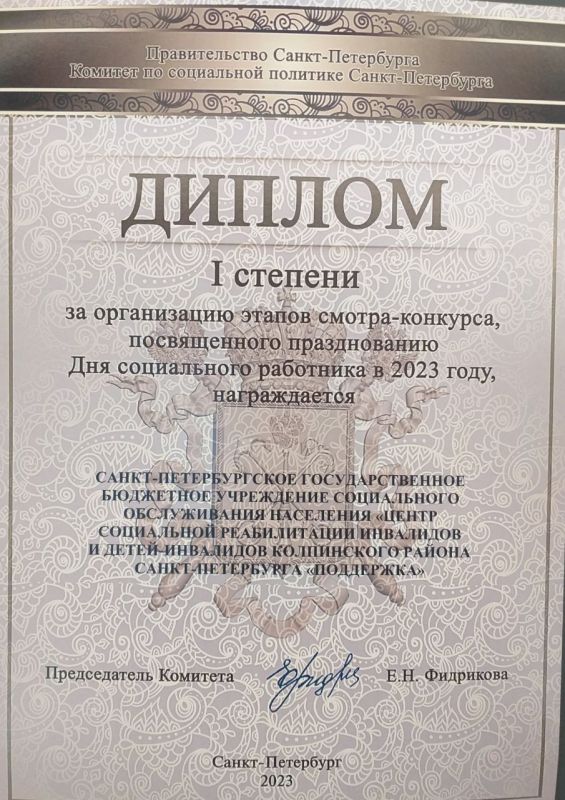 Правительство Санкт-Петербурга
Комитет по социальной политике Санкт-Петербурга
ДИПЛОМ
I степени
за организацию этапов смотра-конкурса,
посвященного празднованию
Дня социального работника в 2023 году,
награждается
САНКТ-ПЕТЕРБУРГСКОЕ ГОСУДАРСТВЕННОЕ
БЮДЖЕТНОЕ УЧРЕЖДЕНИЕ СОЦИАЛЬНОГО
ОБСЛУЖИВАНИЯ НАСЕЛЕНИЯ «ЦЕНТР
СОЦИАЛЬНОЙ РЕАБИЛИТАЦИИ ИНВАЛИДОВ
И ДЕТЕЙ-ИНВАЛИДОВ КОЛПИНСКОГО РАЙОНА
САНКТ-ПЕТЕРБУРГА «ПОДДЕРЖКА»
Председатель Комитета Е.Н. Фидрикова
Санкт-Петербург
2023